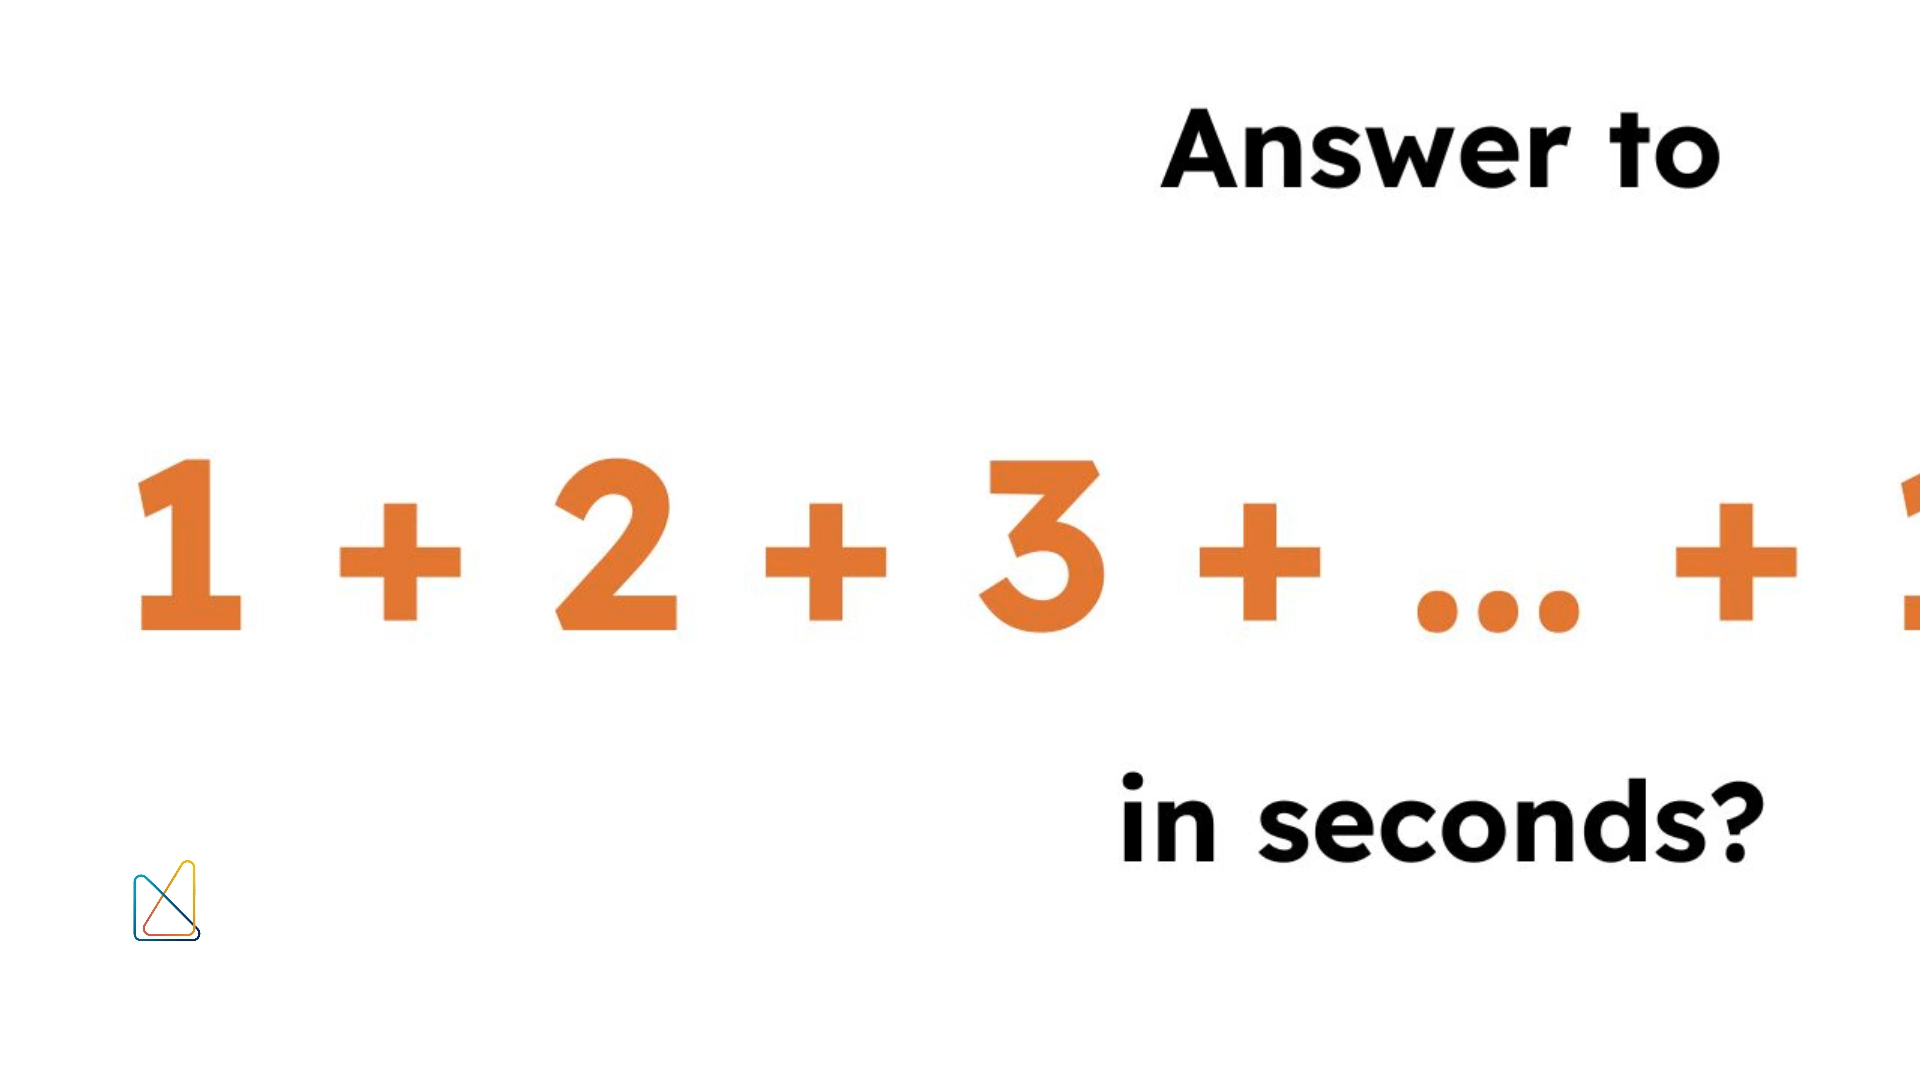 Answer to
1 + 2 + 3 + ... +
in seconds?